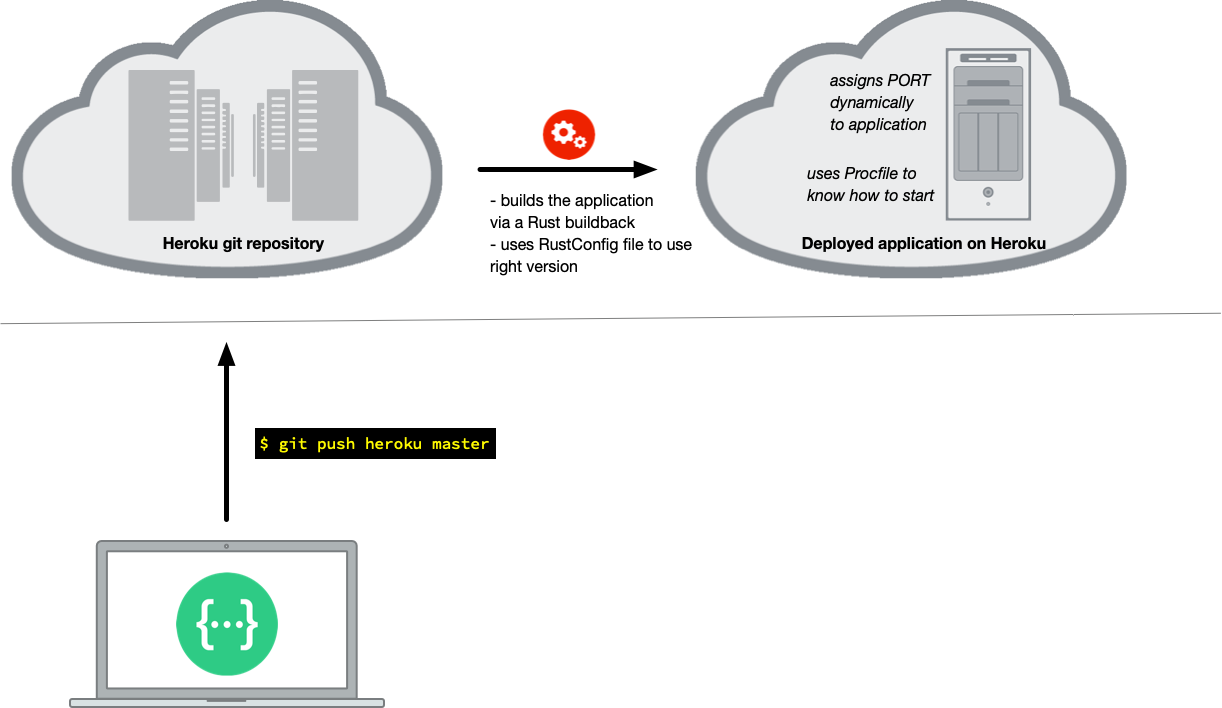 assigns PORT
dynamically
to application
uses Procfile to
know how to start
- builds the application
via a Rust buildback
- uses RustConfig file to use
right version
Heroku git repository
Deployed application on Heroku
$ git push heroku master
{···}